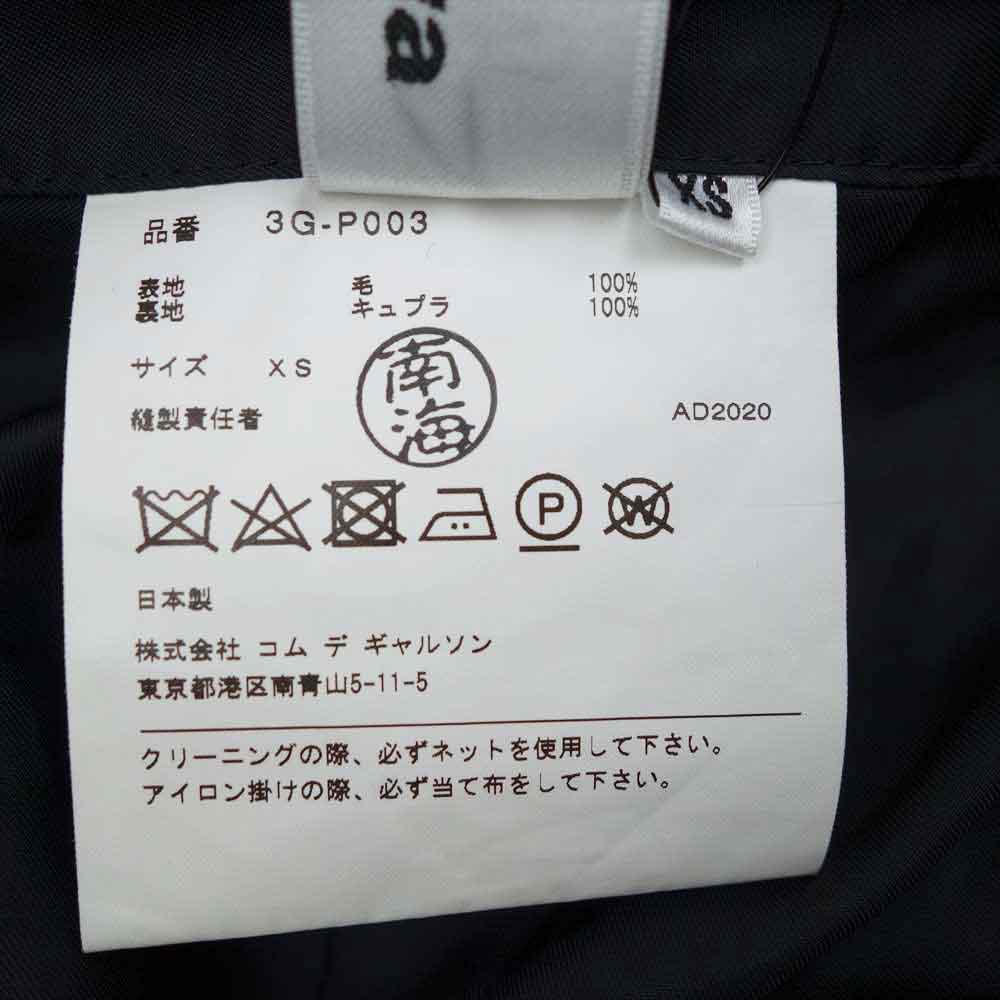 XS
品番 3G-P003
表地 毛 100%
裏地 キュプラ 100%
サイズ XS
南海
縫製責任者 AD2020
P
W
日本製
株式会社 コム デ ギャルソン
東京都港区南青山5-11-5
クリーニングの際、必ずネットを使用して下さい。
アイロン掛けの際、必ず当て布をして下さい。